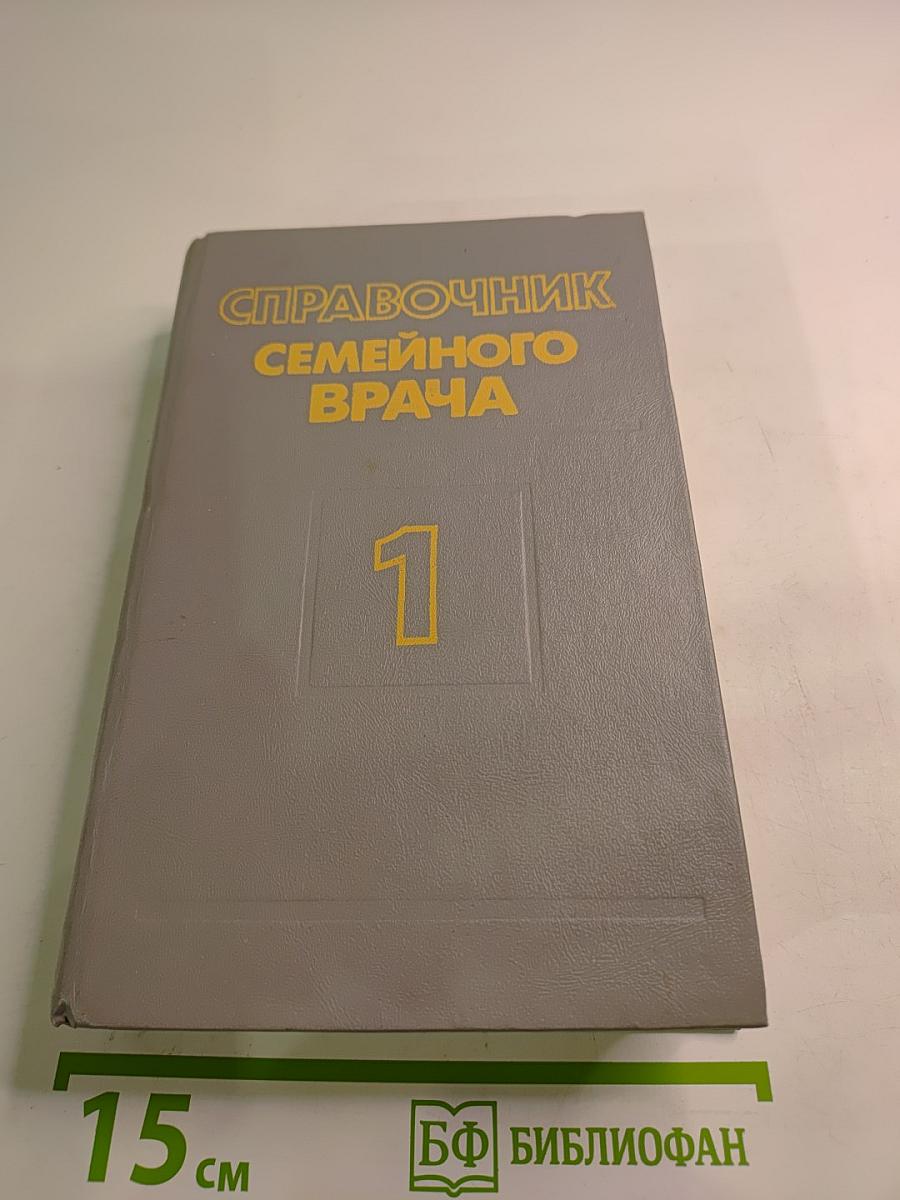 СПРАВОЧНИК
СЕМЕЙНОГО
ВРАЧА
1
15 см
БФ БИБЛИОФАН